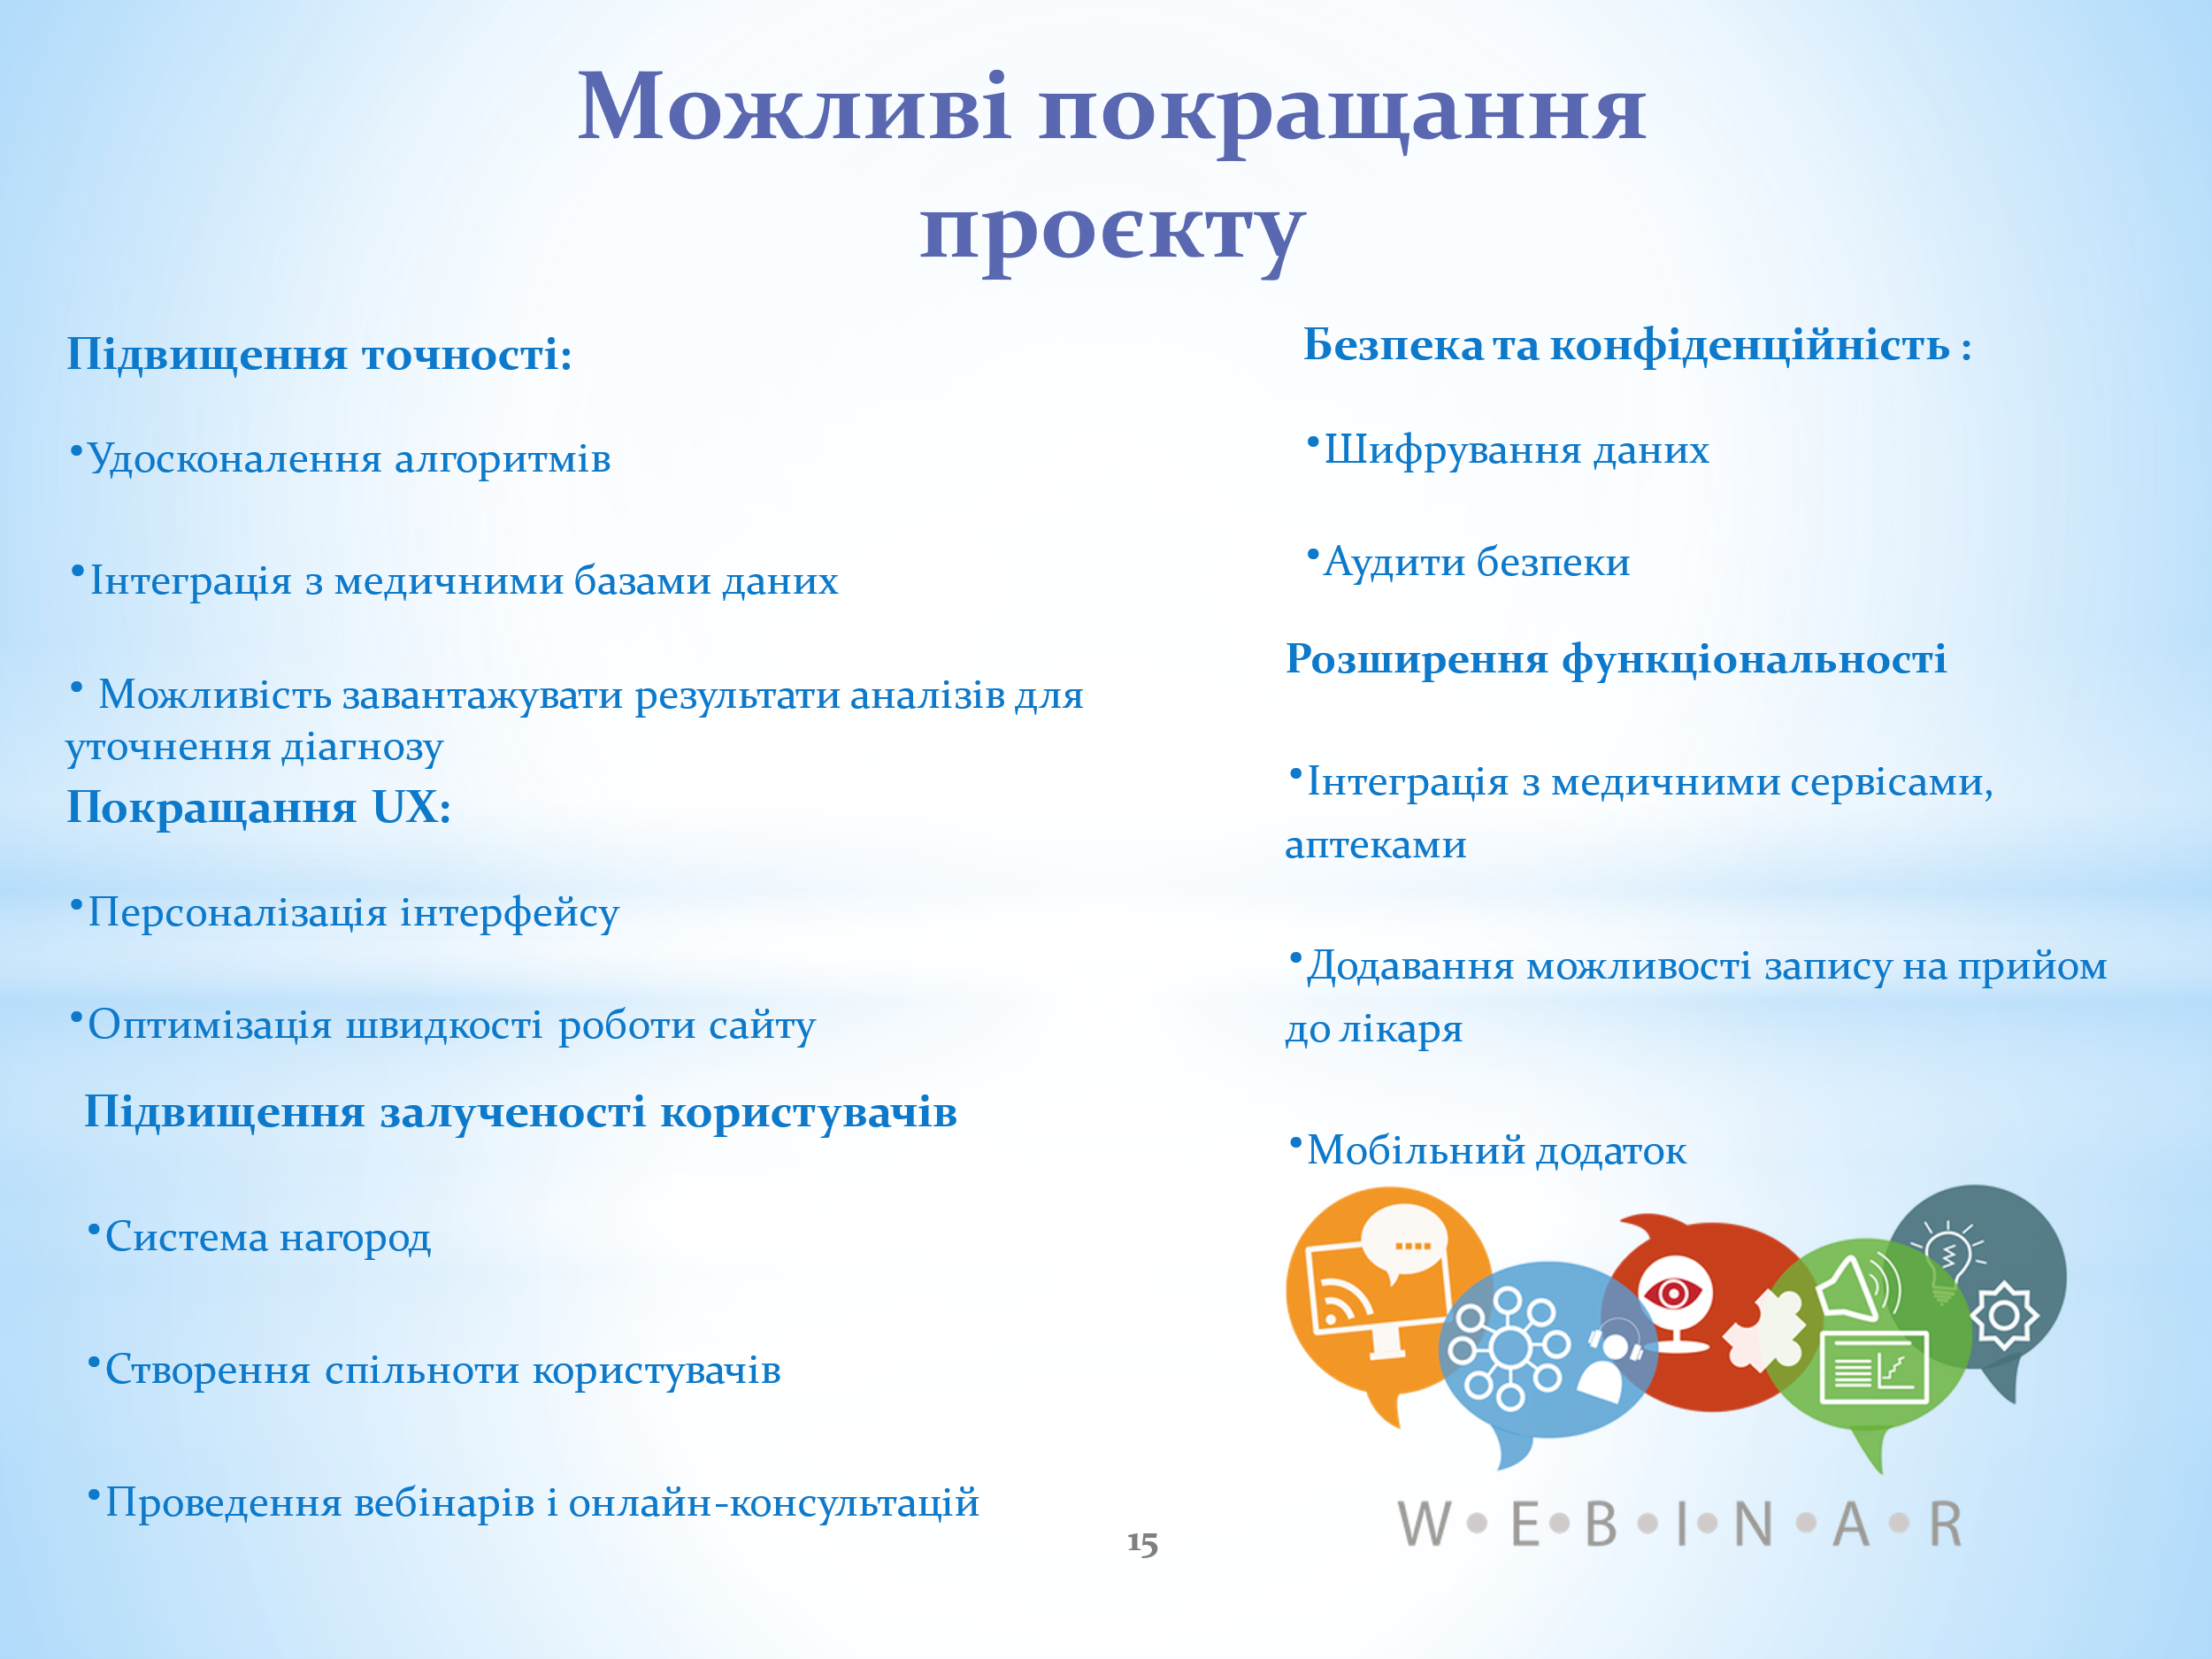 Можливі покращання
проєкту
Підвищення точності:
•Удосконалення алгоритмів
•Інтеграція з медичними базами даних
• Можливість завантажувати результати аналізів для
уточнення діагнозу
Покращання UX:
•Персоналізація інтерфейсу
•Оптимізація швидкості роботи сайту
Підвищення залученості користувачів
•Система нагород
•Створення спільноти користувачів
•Проведення вебінарів і онлайн-консультацій
Безпека та конфіденційність :
•Шифрування даних
•Аудити безпеки
Розширення функціональності
•Інтеграція з медичними сервісами,
аптеками
•Додавання можливості запису на прийом
до лікаря
•Мобільний додаток
W•E•B•I•N•A•R
15